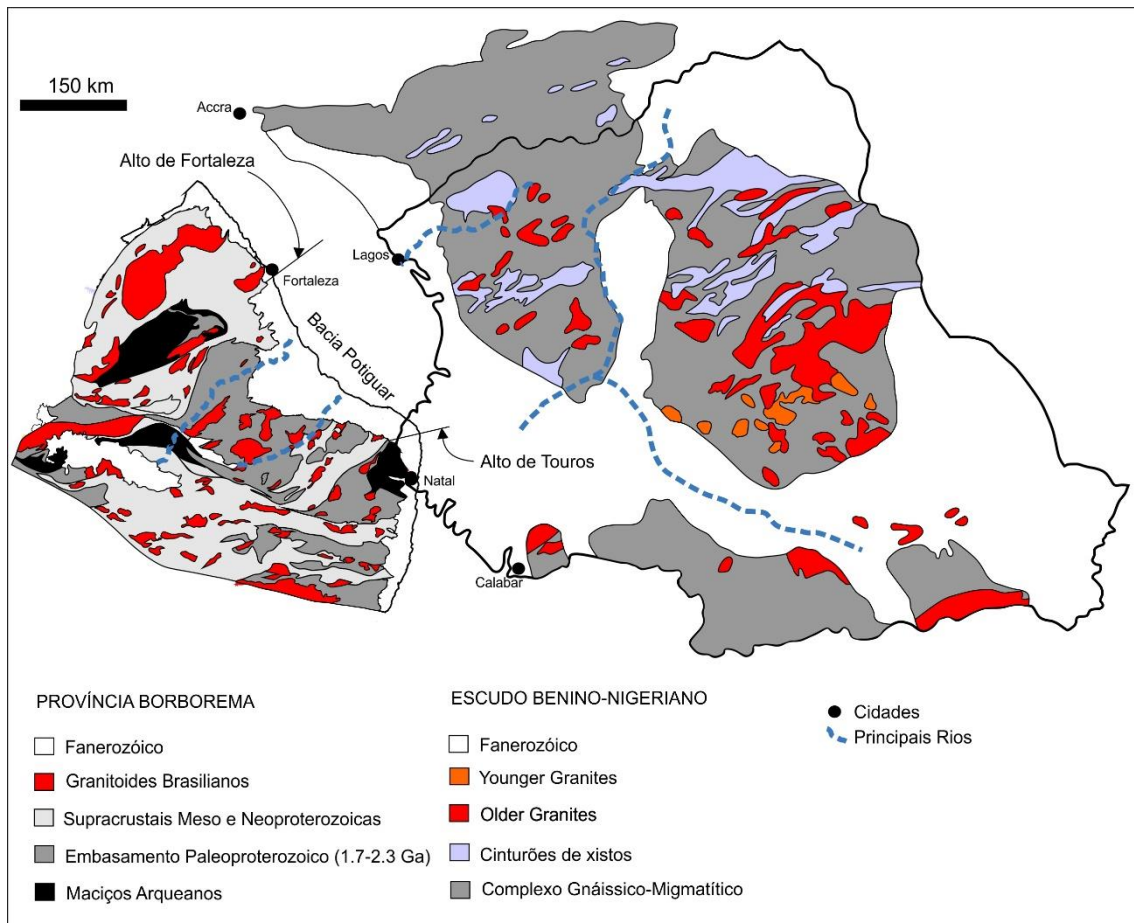 150 km
Accra
Alto de Fortaleza
Lagos
Fortaleza
Bacia Potiguar
Alto de Touros
Natal
Calabar
PROVÍNCIA BORBOREMA
Fanerozóico
Granitoides Brasilianos
Supracrustais Meso e Neoproterozoicas
Embasamento Paleoproterozoico (1.7-2.3 Ga)
Maciços Arqueanos
ESCUDO BENINO-NIGERIANO
Fanerozóico
Younger Granites
Older Granites
Cinturões de xistos
Complexo Gnáissico-Migmatítico
Cidades
Principais Rios